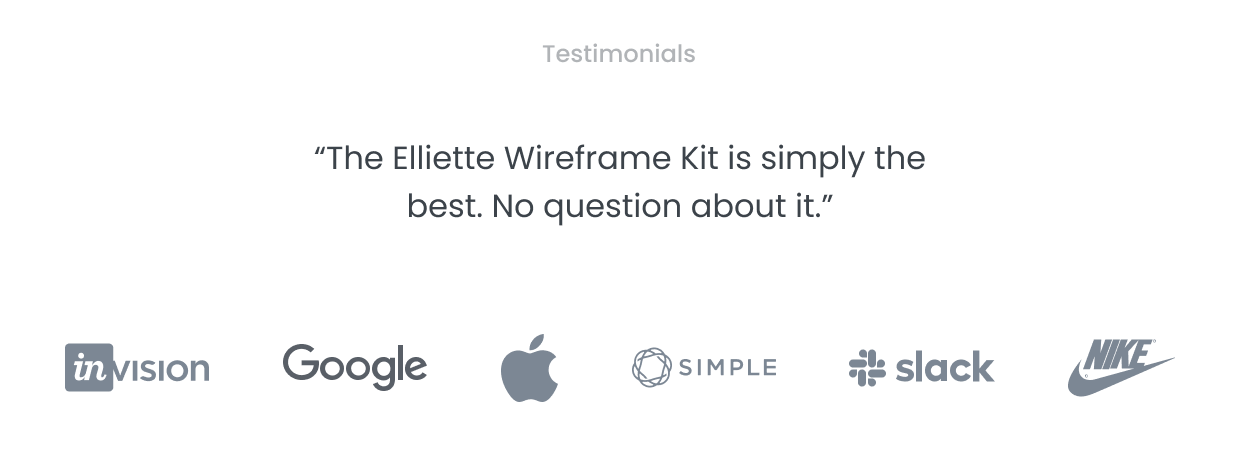 Testimonials
“The Elliette Wireframe Kit is simply the
best. No question about it.”
invision Google SIMPLE slack NIKE